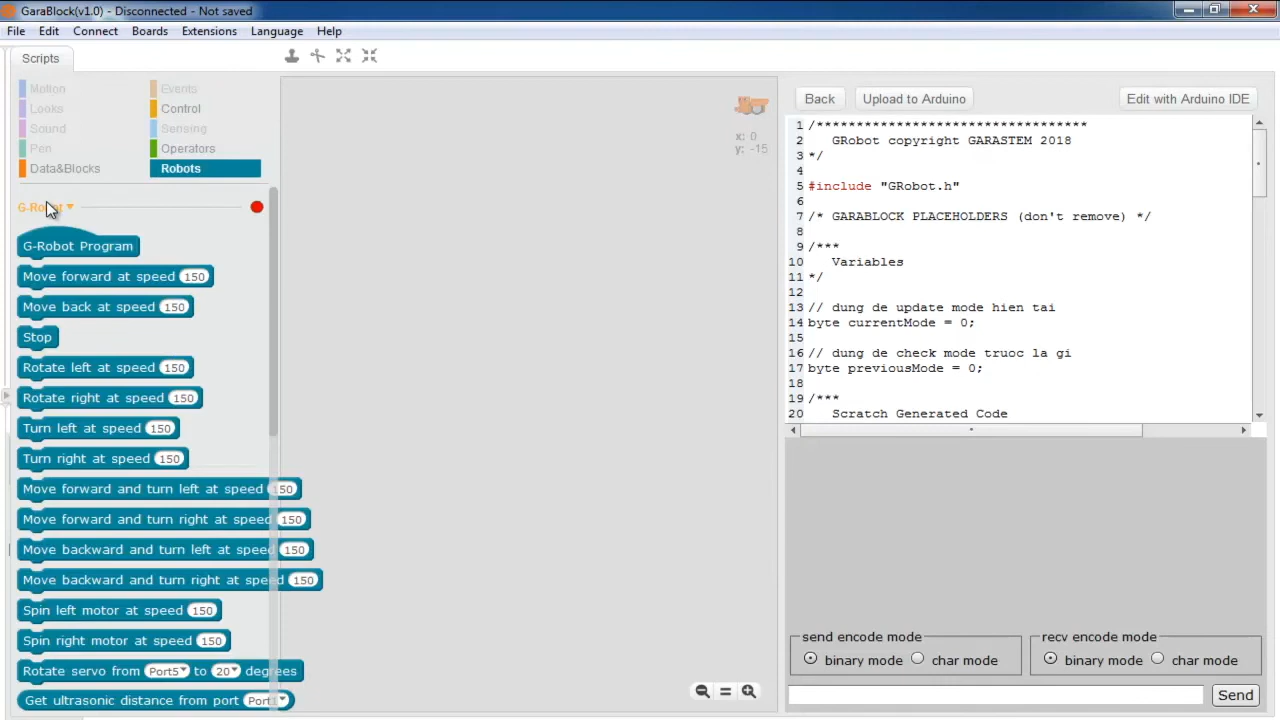 GaraBlock(v1.0) - Disconnected - Not saved
File Edit Connect Boards Extensions Language Help
Scripts
Motion Events
Looks Control
Sound Sensing
Pen Operators
Data&Blocks Robots
G-Robot
G-Robot Program
Move forward at speed 150
Move back at speed 150
Stop
Rotate left at speed 150
Rotate right at speed 150
Turn left at speed 150
Turn right at speed 150
Move forward and turn left at speed 150
Move forward and turn right at speed 150
Move backward and turn left at speed 150
Move backward and turn right at speed 150
Spin left motor at speed 150
Spin right motor at speed 150
Rotate servo from Port5 to 20 degrees
Get ultrasonic distance from port Port1
x: 0
y: -15
Back Upload to Arduino Edit with Arduino IDE
1 /**********************************
2 GRobot copyright GARASTEM 2018
3 */
4
5 #include "GRobot.h"
6
7 /* GARABLOCK PLACEHOLDERS (don't remove) */
8
9 /***
10 Variables
11 */
12
13 // dung de update mode hien tai
14 byte currentMode = 0;
15
16 // dung de check mode truoc la gi
17 byte previousMode = 0;
18
19 /***
20 Scratch Generated Code
send encode mode
binary mode char mode
recv encode mode
binary mode char mode
Send